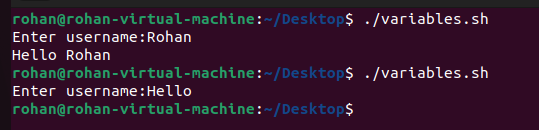 rohan@rohan-virtual-machine:~/Desktop$ ./variables.sh
Enter username:Rohan
Hello Rohan
rohan@rohan-virtual-machine:~/Desktop$ ./variables.sh
Enter username:Hello
rohan@rohan-virtual-machine:~/Desktop$